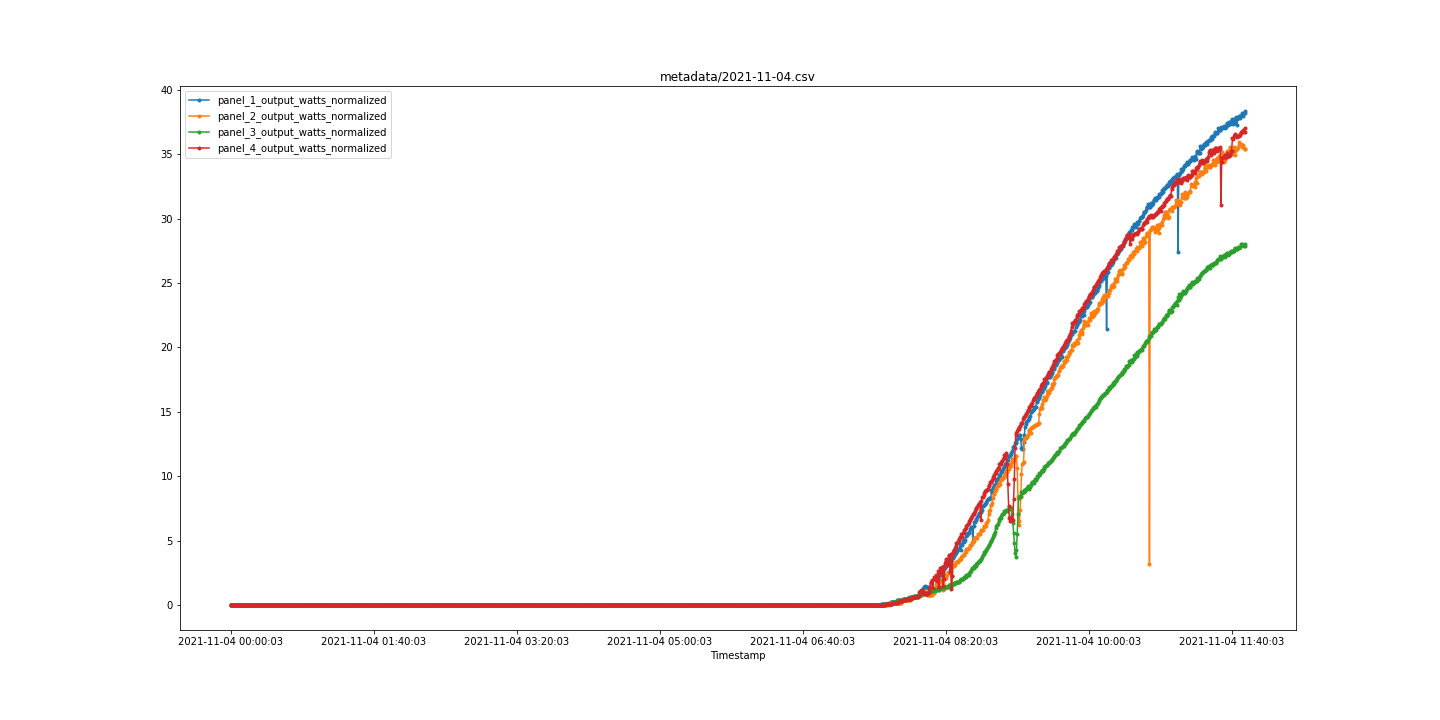 metadata/2021-11-04.csv
panel_1_output_watts_normalized
panel_2_output_watts_normalized
panel_3_output_watts_normalized
panel_4_output_watts_normalized
40
35
30
25
20
15
10
5
0
2021-11-04 00:00:03 2021-11-04 01:40:03 2021-11-04 03:20:03 2021-11-04 05:00:03 2021-11-04 06:40:03 2021-11-04 08:20:03 2021-11-04 10:00:03 2021-11-04 11:40:03
Timestamp